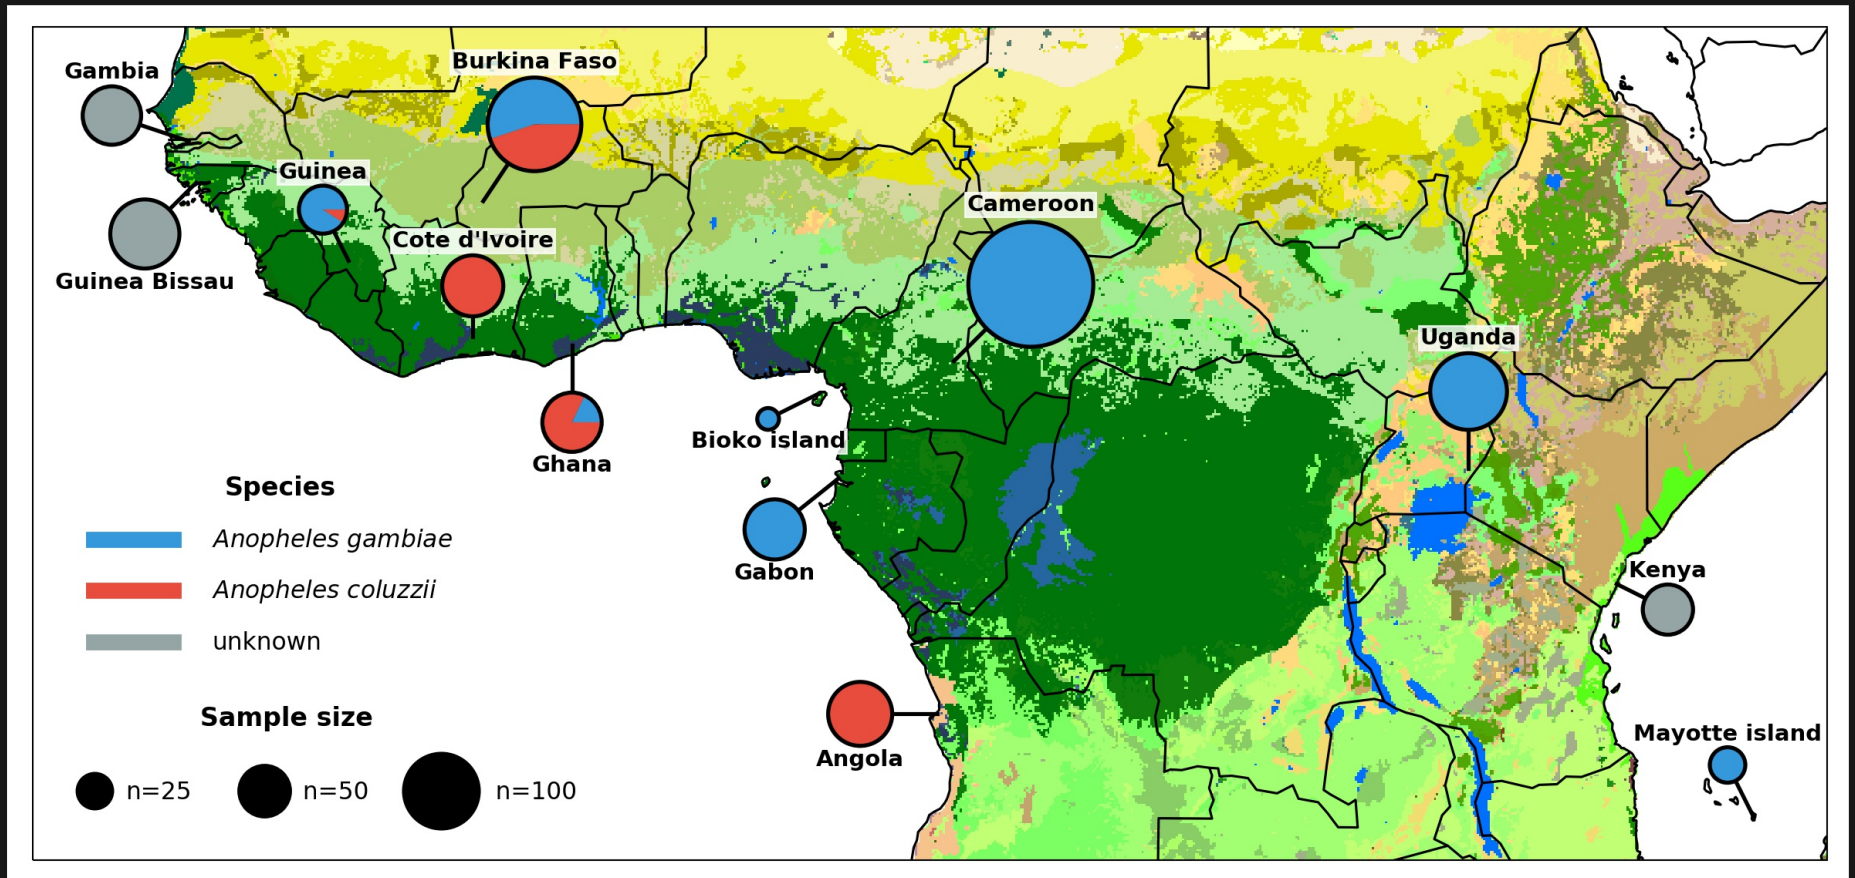 Gambia
Burkina Faso
Guinea
Cameroon
Cote d'Ivoire
Guinea Bissau
Uganda
Bioko island
Ghana
Species
Anopheles gambiae
Gabon
Kenya
Anopheles coluzzii
unknown
Sample size
Mayotte island
Angola
n=25
n=50
n=100